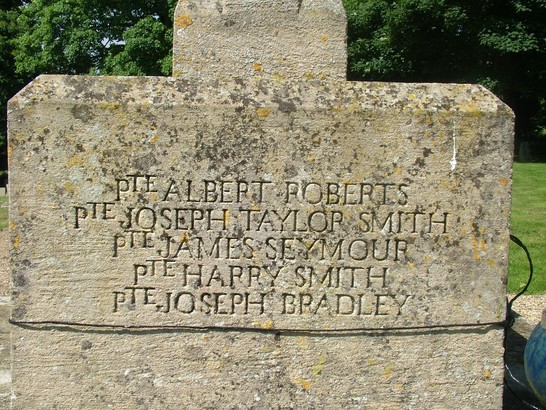 PTE ALBERT ROBERTS
PTE JOSEPH TAYLOR SMITH
PTE JAMES SEYMOUR
PTE HARRY SMITH
PTE JOSEPH BRADLEY